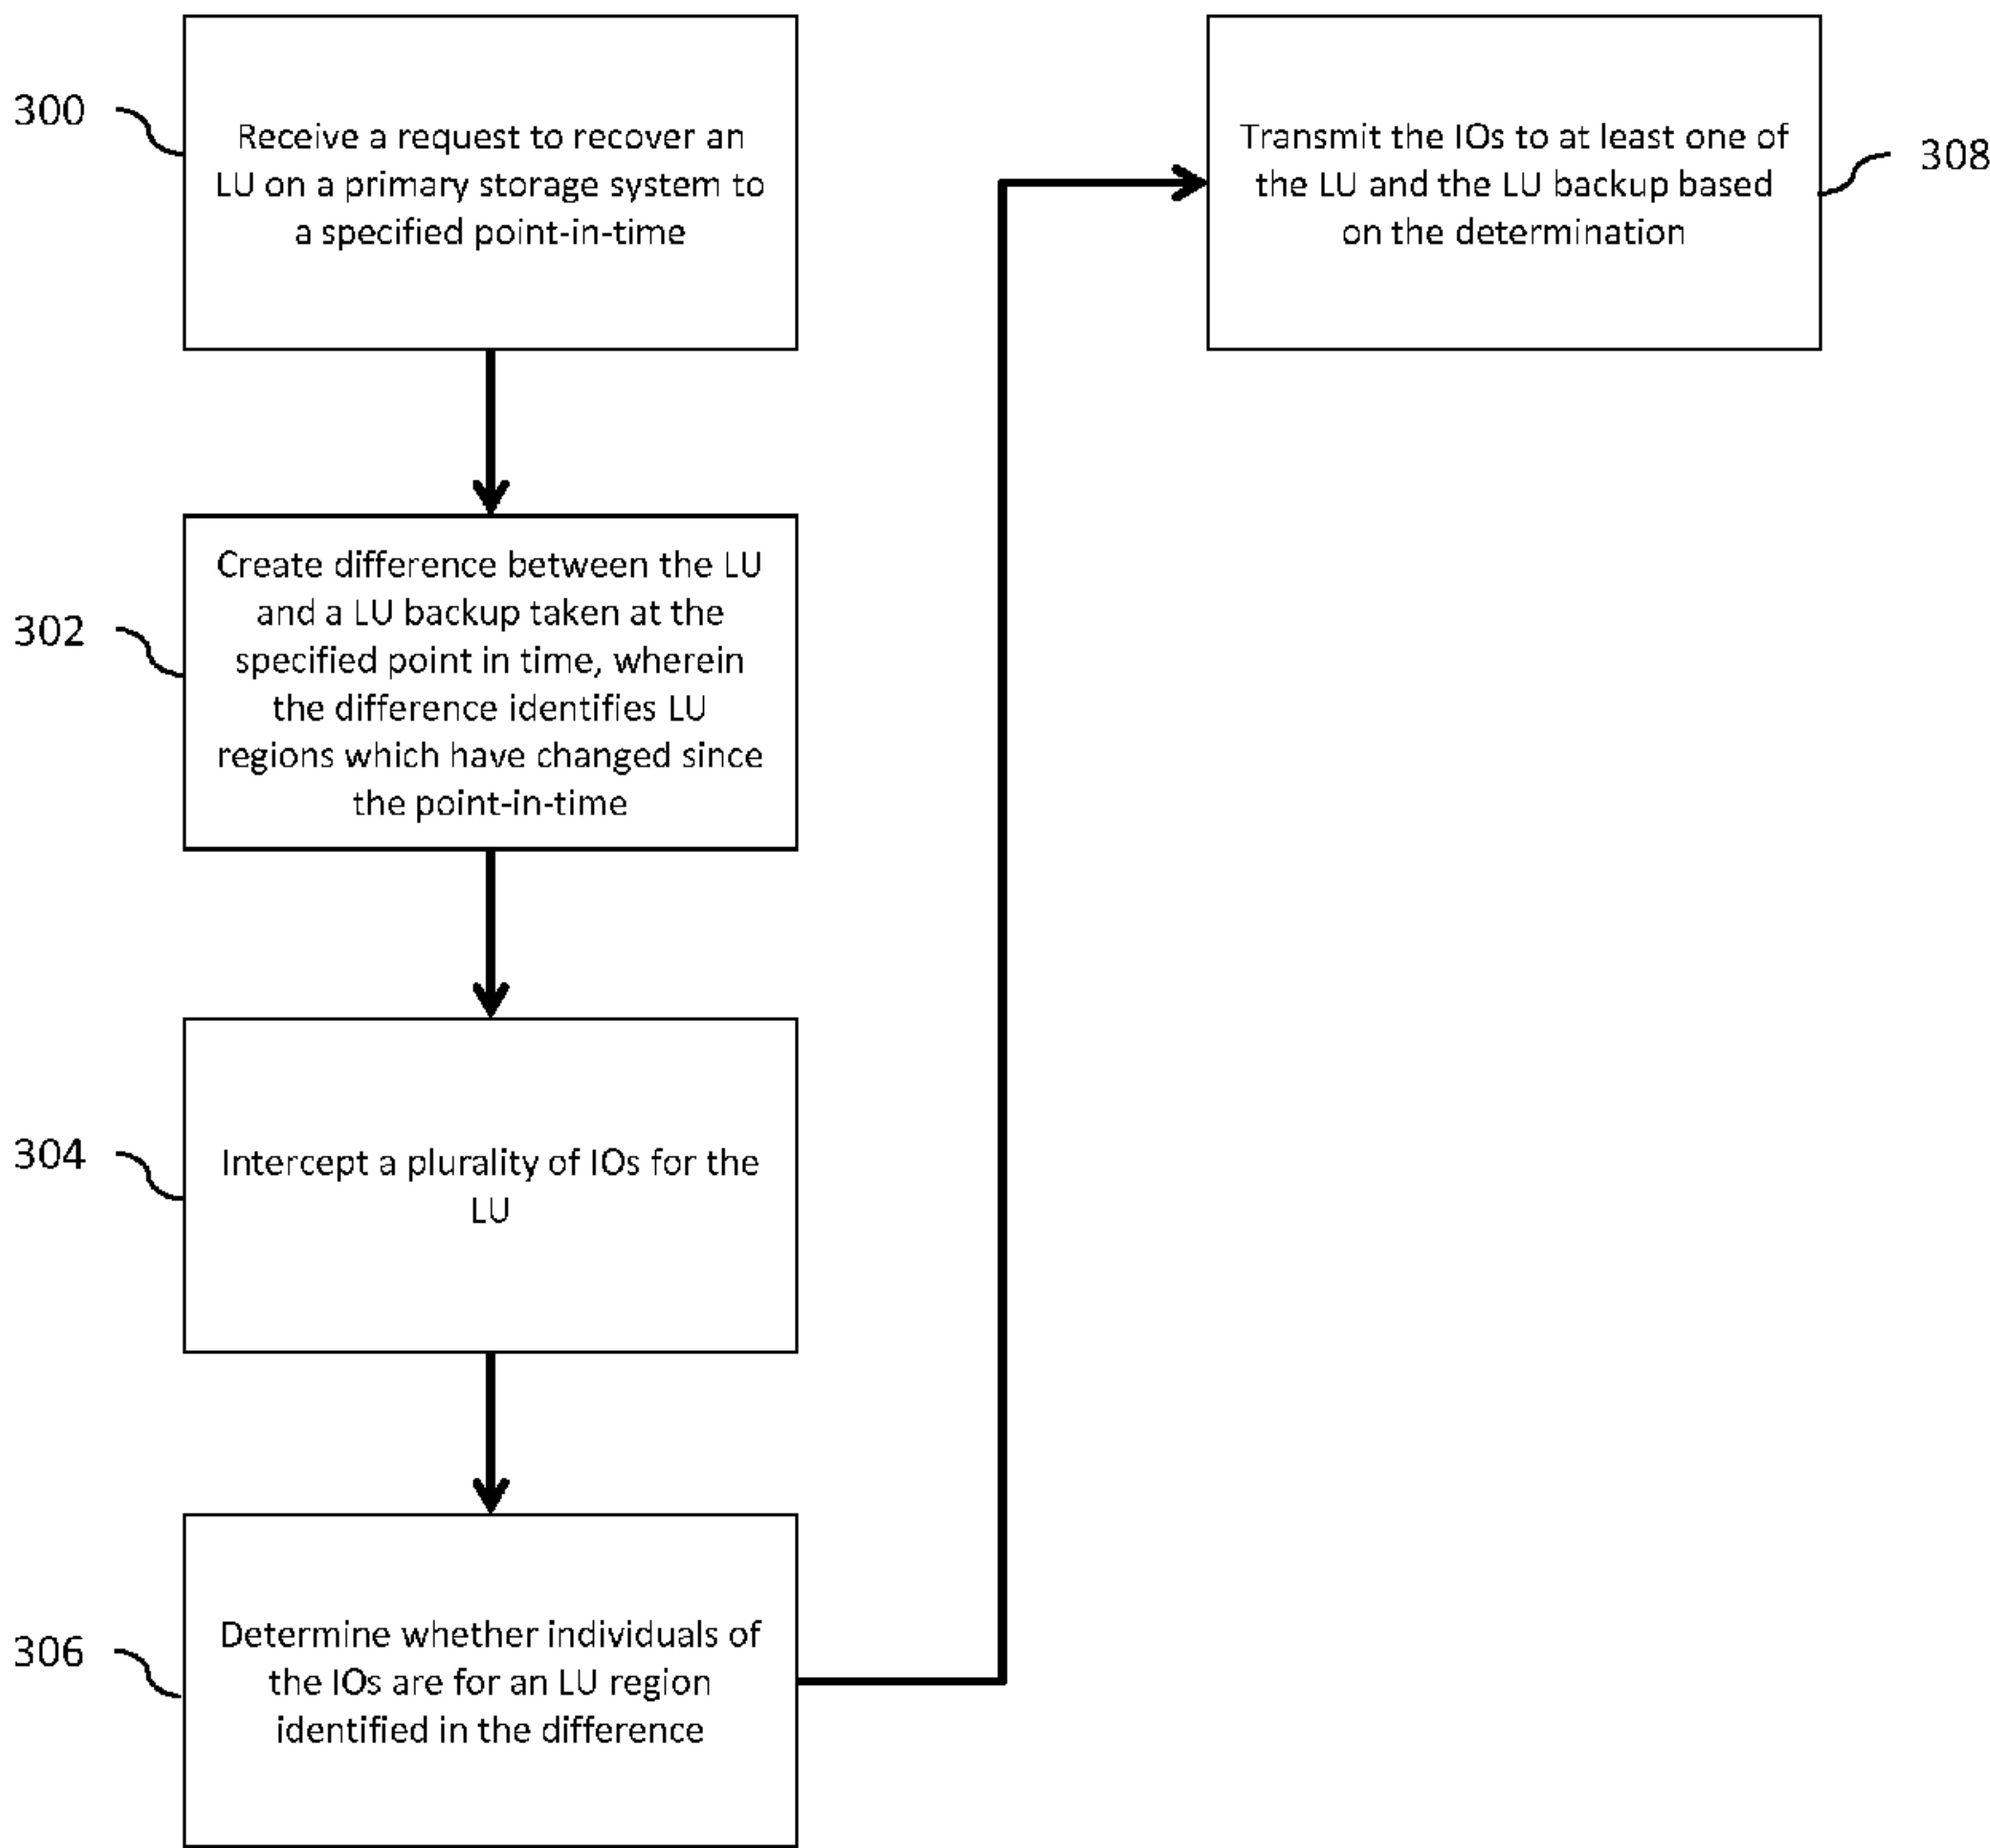 300
Receive a request to recover an
LU on a primary storage system to
a specified point-in-time
302
Create difference between the LU
and a LU backup taken at the
specified point in time, wherein
the difference identifies LU
regions which have changed since
the point-in-time
304
Intercept a plurality of IOs for the
LU
306
Determine whether individuals of
the IOs are for an LU region
identified in the difference
Transmit the IOs to at least one of
the LU and the LU backup based
on the determination
308